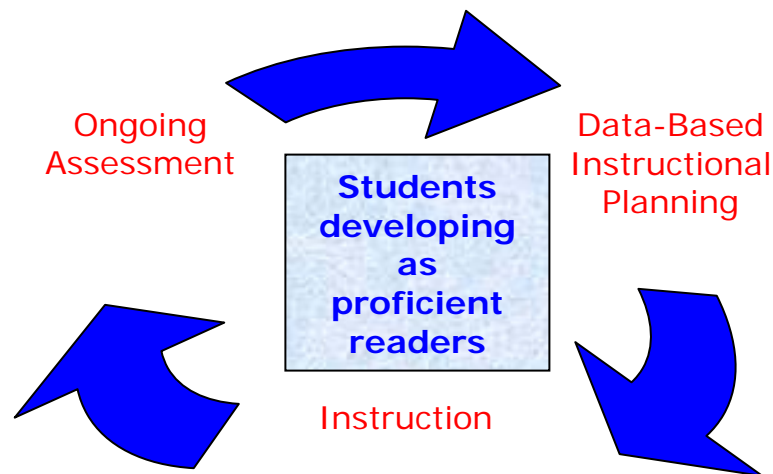 Ongoing
Assessment
Data-Based
Instructional
Planning
Students
developing
as
proficient
readers
Instruction